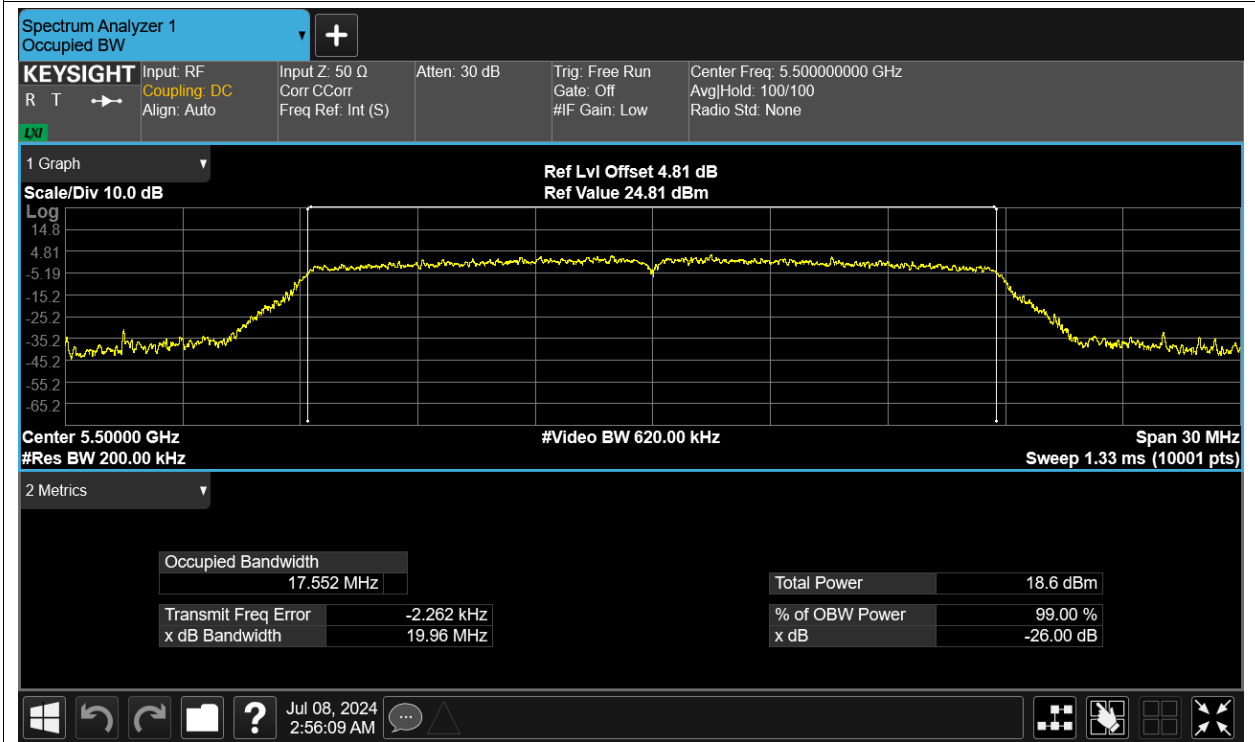 Spectrum Analyzer 1
Occupied BW
KEYSIGHT
R T
LXI
Input: RF
Coupling: DC
Align: Auto
Input Z: 50 Ω
Corr CCorr
Freq Ref: Int (S)
Atten: 30 dB
Trig: Free Run
Gate: Off
#IF Gain: Low
Center Freq: 5.500000000 GHz
Avg|Hold: 100/100
Radio Std: None
1 Graph
Scale/Div 10.0 dB
Ref Lvl Offset 4.81 dB
Ref Value 24.81 dBm
Log
14.8
4.81
-5.19
-15.2
-25.2
-35.2
-45.2
-55.2
-65.2
Center 5.50000 GHz
#Video BW 620.00 kHz
Span 30 MHz
#Res BW 200.00 kHz
Sweep 1.33 ms (10001 pts)
2 Metrics
Occupied Bandwidth
17.552 MHz
Total Power 18.6 dBm
Transmit Freq Error -2.262 kHz
% of OBW Power 99.00 %
x dB Bandwidth 19.96 MHz
x dB -26.00 dB
?
Jul 08, 2024
2:56:09 AM